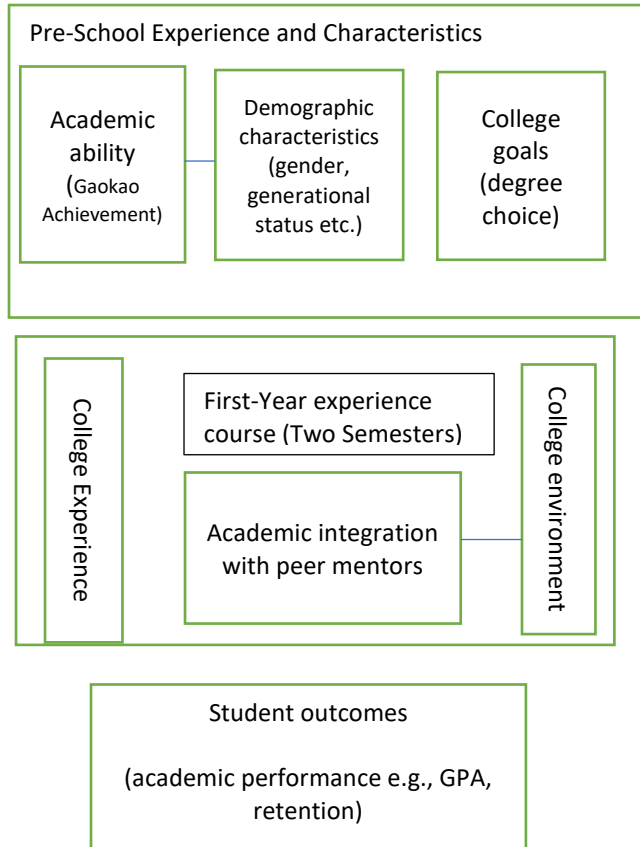 Pre-School Experience and Characteristics
Academic
ability
(Gaokao
Achievement)
Demographic
characteristics
(gender,
generational
status etc.)
College
goals
(degree
choice)
College Experience
First-Year experience
course (Two Semesters)
Academic integration
with peer mentors
College environment
Student outcomes
(academic performance e.g., GPA,
retention)